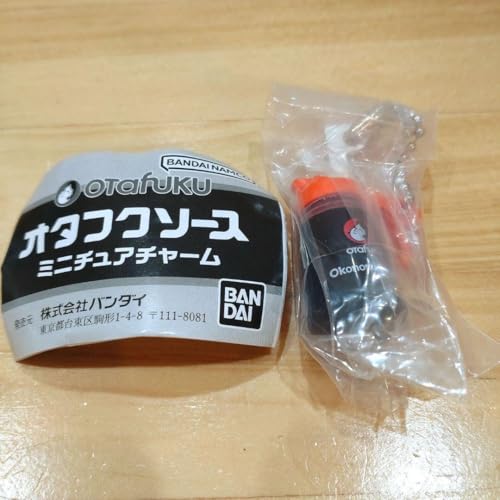 BANDAI NAMCO
OTafUKU
オタフクソース
ミニチュアチャーム
発売元 株式会社バンダイ
東京都台東区駒形1-4-8 〒111-8081
BAN
DAI